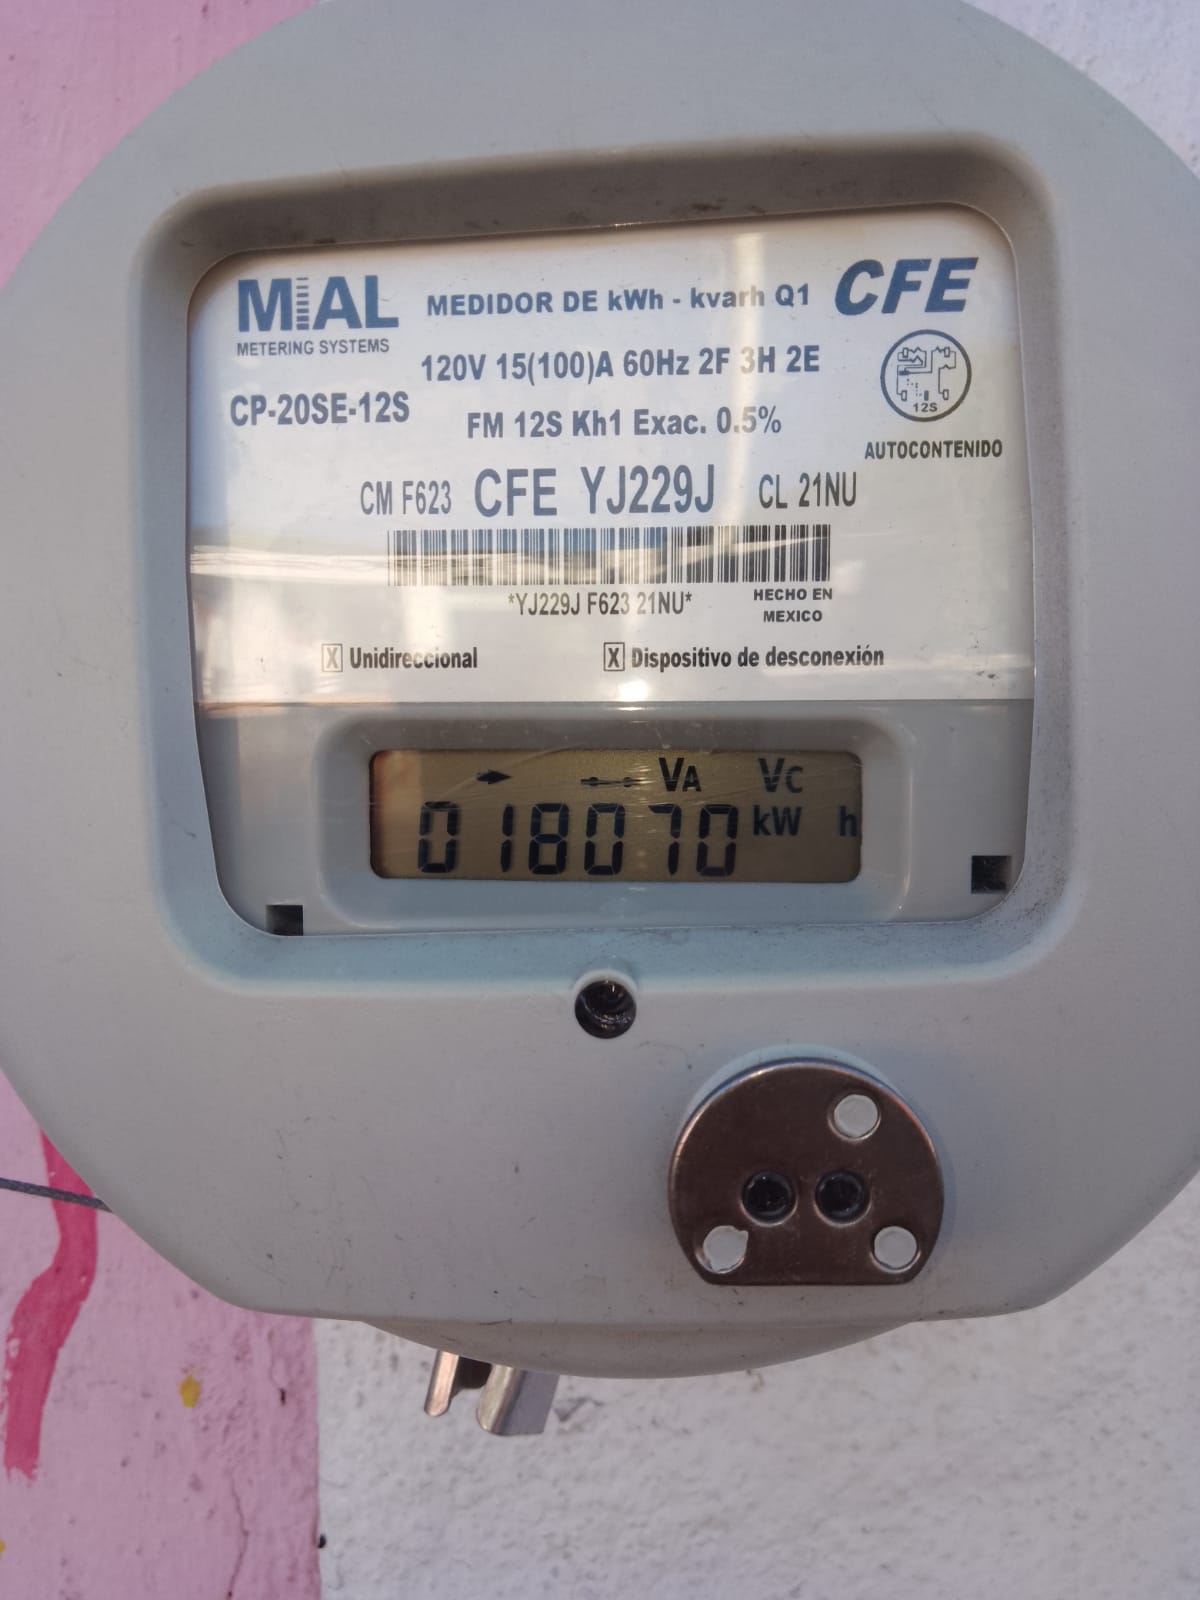 MIAL
METERING SYSTEMS
MEDIDOR DE kWh - kvarh Q1
CFE
120V 15(100)A 60Hz 2F 3H 2E
CP-20SE-12S
FM 12S Kh1 Exac. 0.5%
12S
AUTOCONTENIDO
CM F623 CFE YJ229J CL 21NU
*YJ229J F623 21NU*
HECHO EN
MEXICO
X Unidireccional
X Dispositivo de desconexión
VA VC
018070 kW h